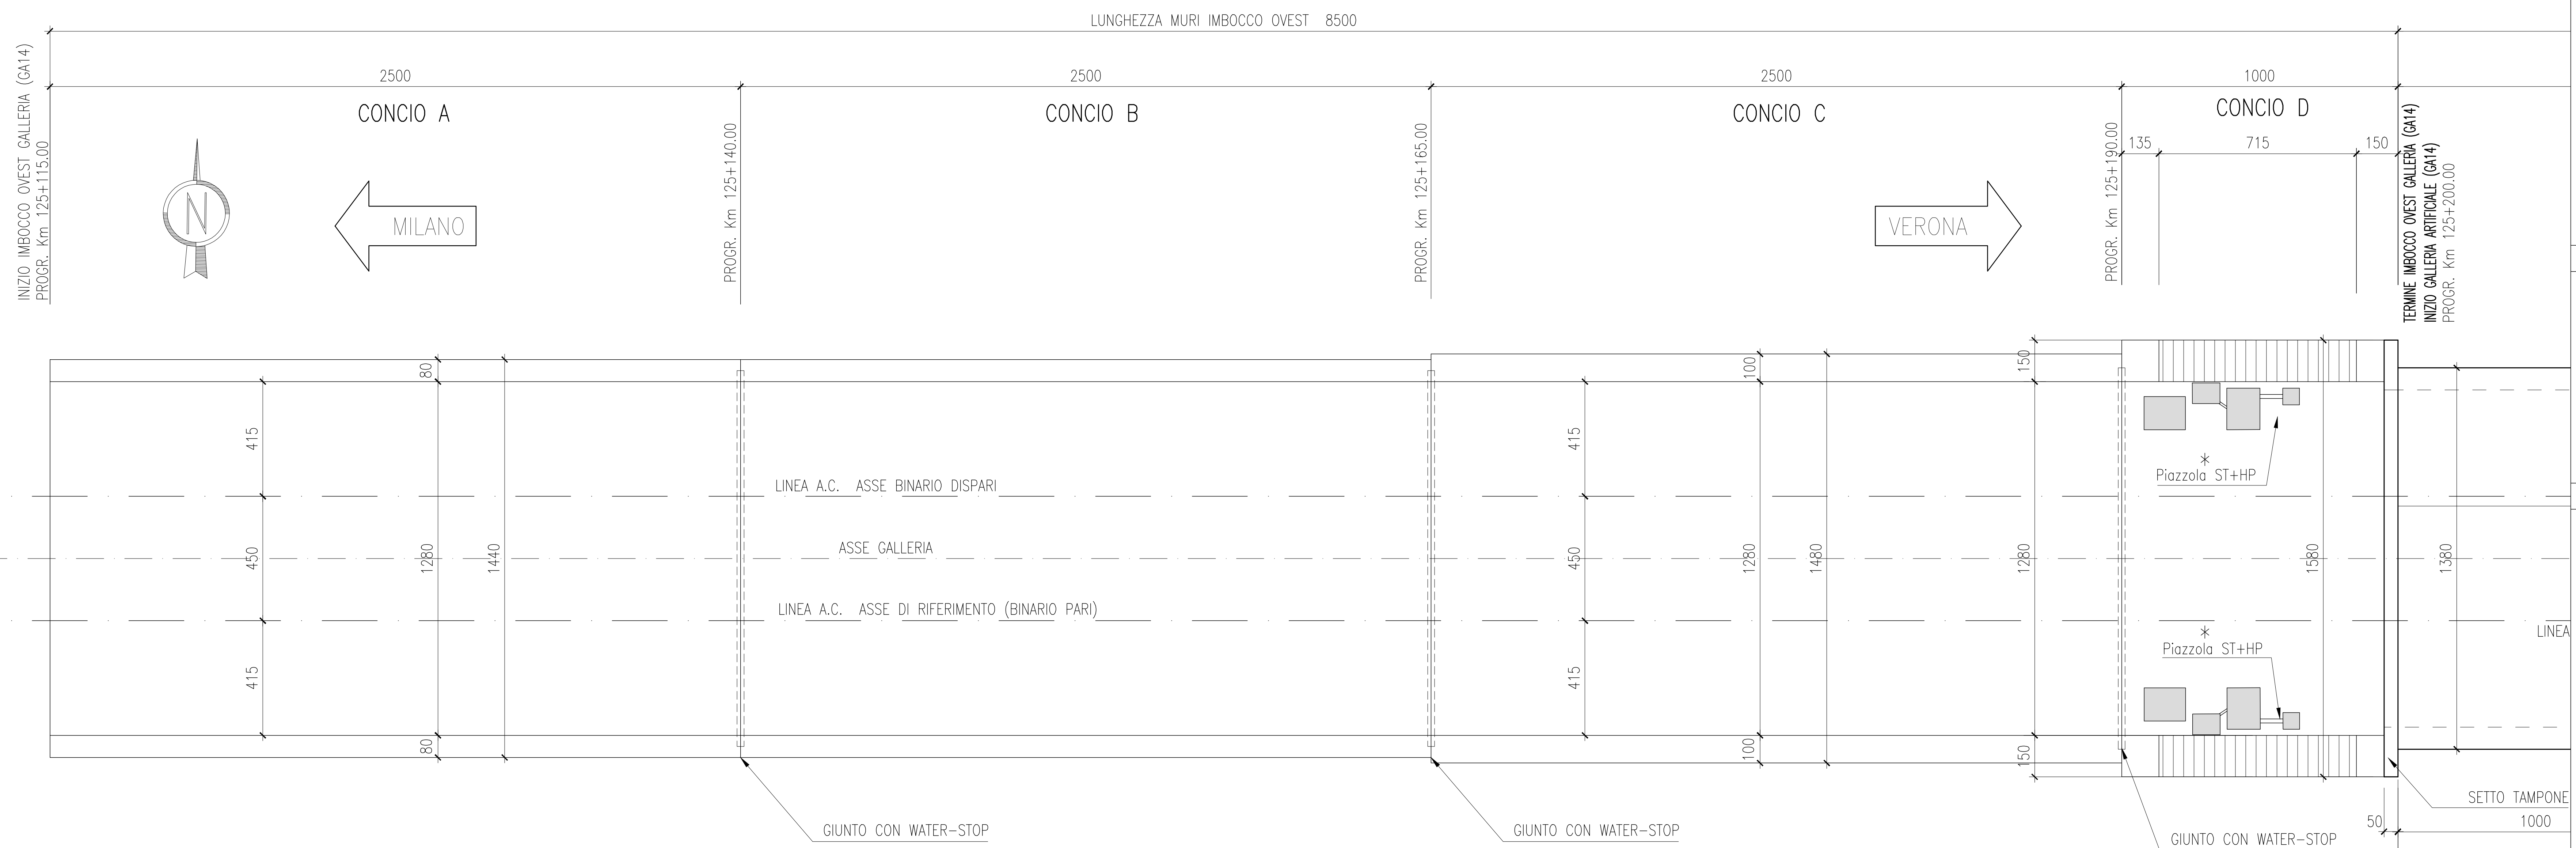 LUNGHEZZA MURI IMBOCCO OVEST 8500
2500
2500
2500
1000
CONCIO A
CONCIO B
CONCIO C
CONCIO D
135
715
150
INIZIO IMBOCCO OVEST GALLERIA (GA14)
PROGR. Km 125+115.00
PROGR. Km 125+140.00
PROGR. Km 125+165.00
PROGR. Km 125+190.00
TERMINE IMBOCCO OVEST GALLERIA (GA14)
INIZIO GALLERIA ARTIFICIALE (GA14)
PROGR. Km 125+200.00
N
MILANO
VERONA
80
100
150
415
415
Piazzola ST+HP
LINEA A.C. ASSE BINARIO DISPARI
ASSE GALLERIA
450
1280
1440
450
1280
1480
1280
1580
1380
LINEA A.C. ASSE DI RIFERIMENTO (BINARIO PARI)
LINEA
Piazzola ST+HP
415
415
80
100
150
SETTO TAMPONE
50
1000
GIUNTO CON WATER-STOP
GIUNTO CON WATER-STOP
GIUNTO CON WATER-STOP